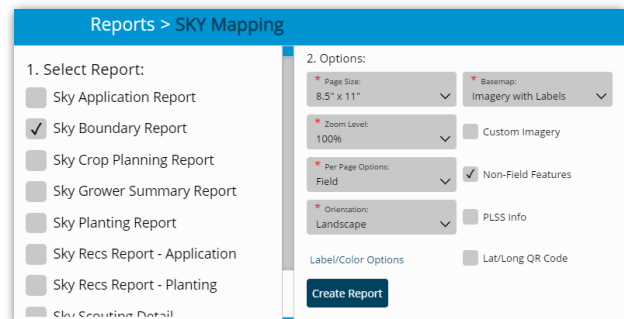 Reports > SKY Mapping
1. Select Report:
Sky Application Report
Sky Boundary Report
Sky Crop Planning Report
Sky Grower Summary Report
Sky Planting Report
Sky Recs Report - Application
Sky Recs Report - Planting
Sky Scouting Detail
2. Options:
* Page Size:
8.5" x 11"
* Basemap:
Imagery with Labels
* Zoom Level:
100%
Custom Imagery
* Per Page Options:
Field
Non-Field Features
* Orientation:
Landscape
PLSS Info
Label/Color Options
Lat/Long QR Code
Create Report